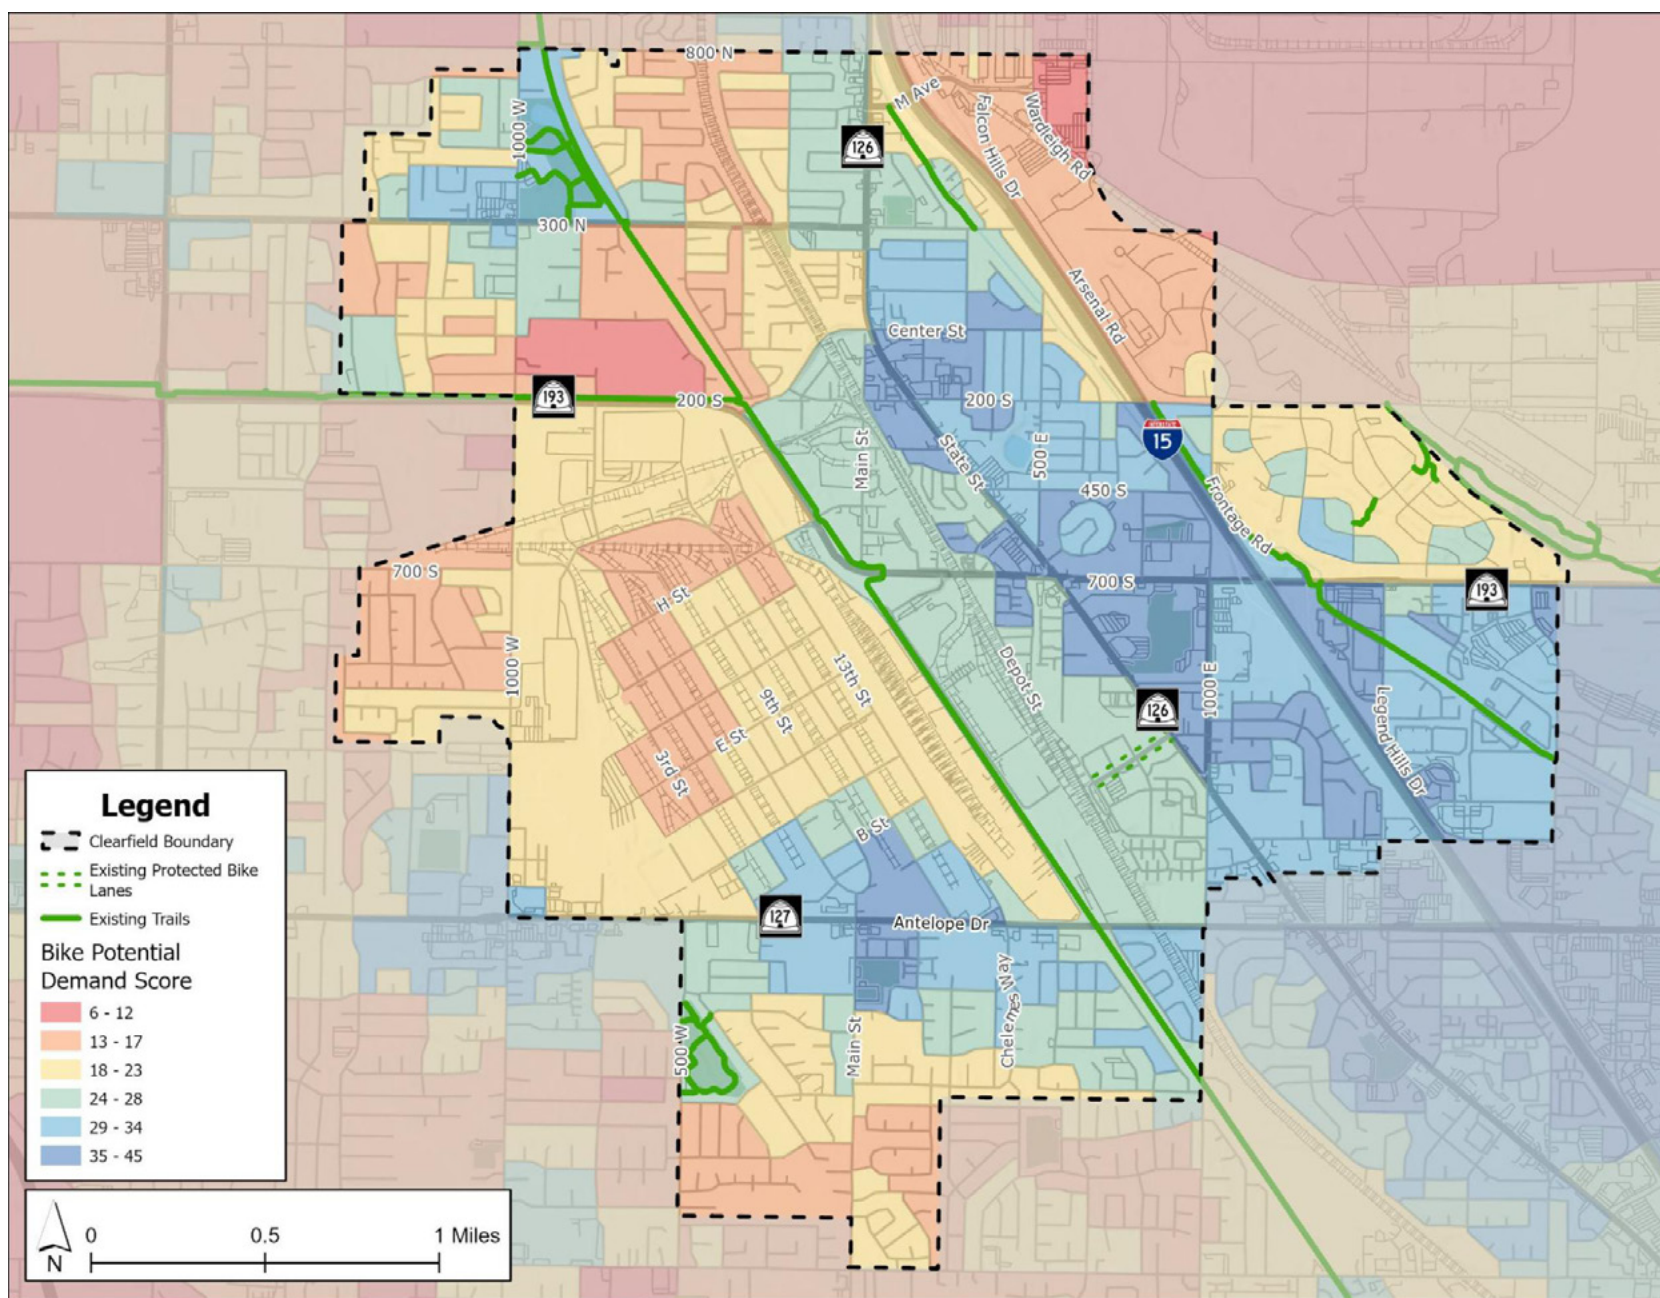 800 N
M Ave
Falcon Hills Dr
Wardleigh Rd
1000 W
126
300 N
Arsenal Rd
Center St
193
200 S
200 S
15
Main St
State St
500 E
450 S
Frontage Rd
700 S
700 S
193
H St
1000 W
13th St
9th St
E St
3rd St
Depot St
1000 E
126
Legend Hills Dr
B St
127
Antelope Dr
Chelemes Way
500 W
Main St
Legend
Clearfield Boundary
Existing Protected Bike
Lanes
Existing Trails
Bike Potential
Demand Score
6 - 12
13 - 17
18 - 23
24 - 28
29 - 34
35 - 45
N
0 0.5 1 Miles